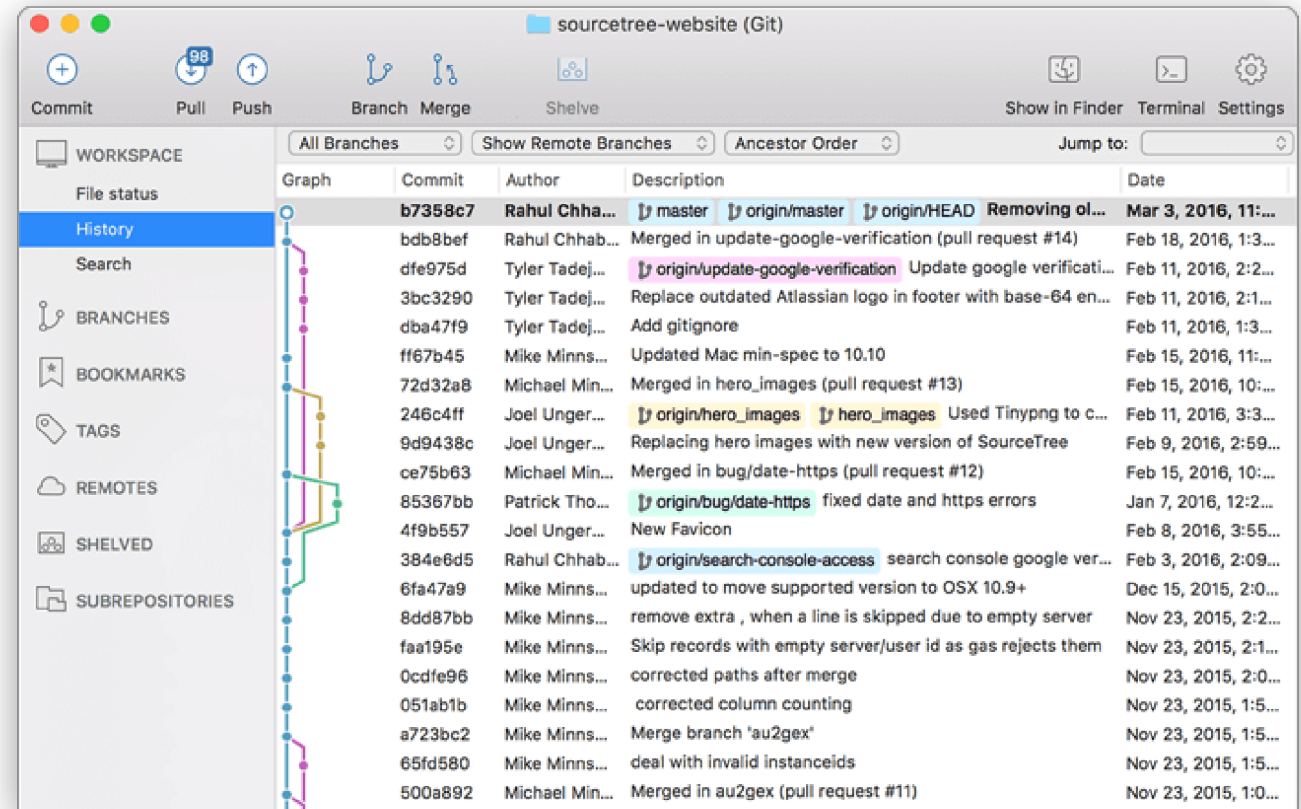 sourcetree-website (Git)
98
Commit Pull Push Branch Merge Shelve Show in Finder Terminal Settings
WORKSPACE
File status
History
Search
BRANCHES
BOOKMARKS
TAGS
REMOTES
SHELVED
SUBREPOSITORIES
All Branches Show Remote Branches Ancestor Order Jump to:
Graph Commit Author Description Date
b7358c7 Rahul Chha... master origin/master origin/HEAD Removing ol... Mar 3, 2016, 11:...
bdb8bef Rahul Chhab... Merged in update-google-verification (pull request #14) Feb 18, 2016, 1:3...
dfe975d Tyler Tadej... origin/update-google-verification Update google verificati... Feb 11, 2016, 2:2...
3bc3290 Tyler Tadej... Replace outdated Atlassian logo in footer with base-64 en... Feb 11, 2016, 2:1...
dba47f9 Tyler Tadej... Add gitignore Feb 11, 2016, 1:3...
ff67b45 Mike Minns... Updated Mac min-spec to 10.10 Feb 15, 2016, 11:...
72d32a8 Michael Min... Merged in hero_images (pull request #13) Feb 15, 2016, 10:...
246c4ff Joel Unger... origin/hero_images hero_images Used Tinypng to c... Feb 11, 2016, 3:3...
9d9438c Joel Unger... Replacing hero images with new version of SourceTree Feb 9, 2016, 2:59...
ce75b63 Michael Min... Merged in bug/date-https (pull request #12) Feb 15, 2016, 10:...
85367bb Patrick Tho... origin/bug/date-https fixed date and https errors Jan 7, 2016, 12:2...
4f9b557 Joel Unger... New Favicon Feb 8, 2016, 3:55...
384e6d5 Rahul Chhab... origin/search-console-access search console google ver... Feb 3, 2016, 2:09...
6fa47a9 Mike Minns... updated to move supported version to OSX 10.9+ Dec 15, 2015, 2:0...
8dd87bb Mike Minns... remove extra , when a line is skipped due to empty server Nov 23, 2015, 2:2...
faa195e Mike Minns... Skip records with empty server/user id as gas rejects them Nov 23, 2015, 2:1...
0cdfe96 Mike Minns... corrected paths after merge Nov 23, 2015, 2:0...
051ab1b Mike Minns... corrected column counting Nov 23, 2015, 1:5...
a723bc2 Mike Minns... Merge branch 'au2gex' Nov 23, 2015, 1:5...
65fd580 Mike Minns... deal with invalid instanceids Nov 23, 2015, 1:5...
500a892 Michael Min... Merged in au2gex (pull request #11) Nov 23, 2015, 1:0...